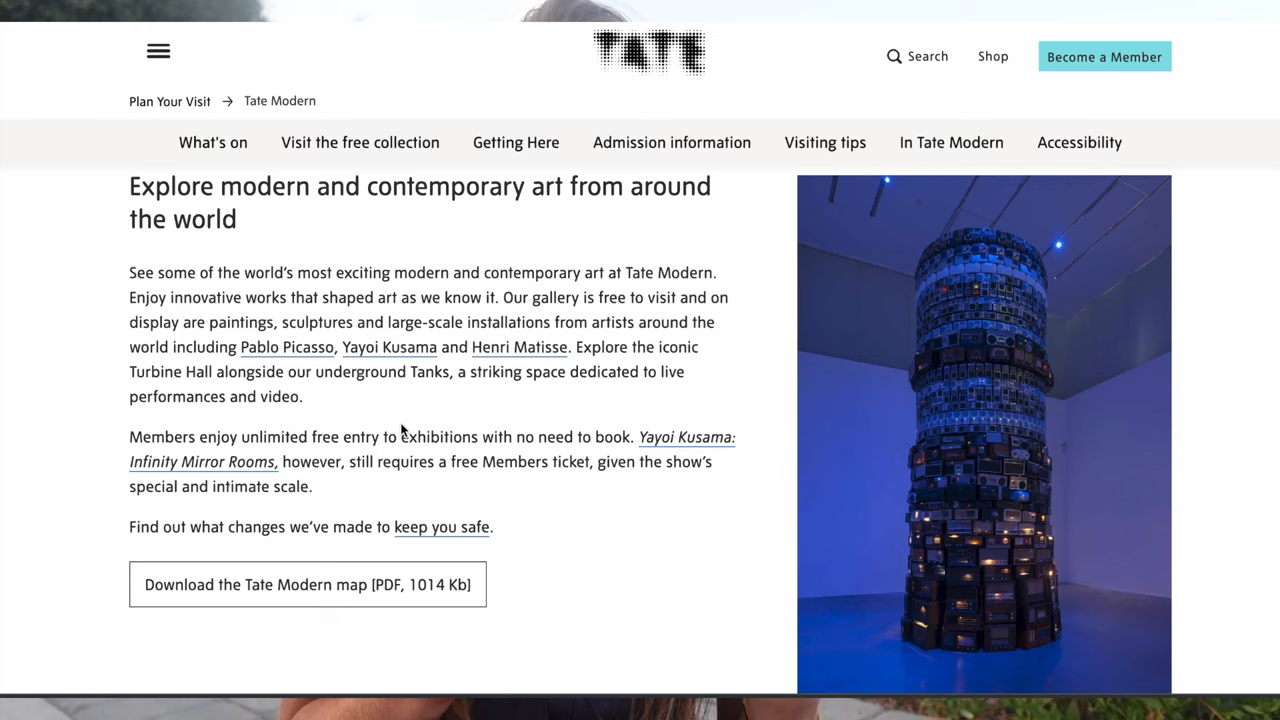 TATE
Search
Shop
Become a Member
Plan Your Visit → Tate Modern
What's on
Visit the free collection
Getting Here
Admission information
Visiting tips
In Tate Modern
Accessibility
Explore modern and contemporary art from around
the world
See some of the world's most exciting modern and contemporary art at Tate Modern.
Enjoy innovative works that shaped art as we know it. Our gallery is free to visit and on
display are paintings, sculptures and large-scale installations from artists around the
world including Pablo Picasso, Yayoi Kusama and Henri Matisse. Explore the iconic
Turbine Hall alongside our underground Tanks, a striking space dedicated to live
performances and video.
Members enjoy unlimited free entry to exhibitions with no need to book. Yayoi Kusama:
Infinity Mirror Rooms, however, still requires a free Members ticket, given the show's
special and intimate scale.
Find out what changes we've made to keep you safe.
Download the Tate Modern map [PDF, 1014 Kb]